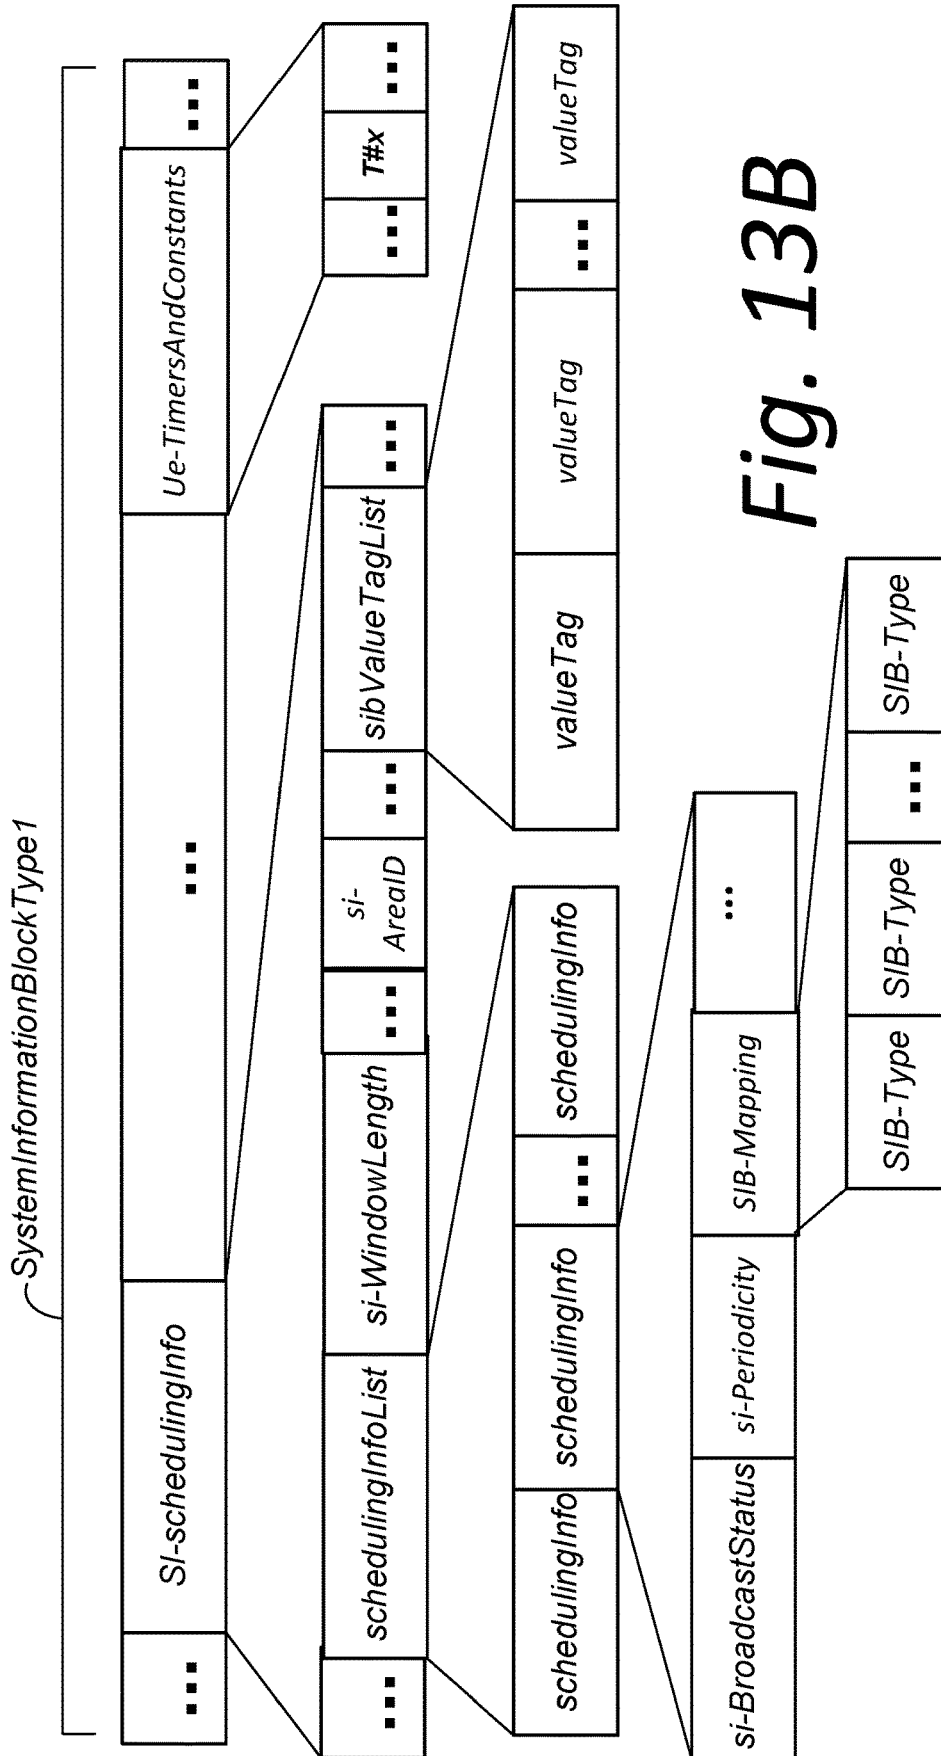 SystemInformationBlockType1
... SI-schedulingInfo ... Ue-TimersAndConstants ...
... schedulingInfoList si-WindowLength ... si-AreaID ... sibValueTagList ...
... T#x ...
schedulingInfo schedulingInfo ... schedulingInfo
valueTag valueTag ... valueTag
si-BroadcastStatus si-Periodicity SIB-Mapping ...
SIB-Type SIB-Type ... SIB-Type
Fig. 13B